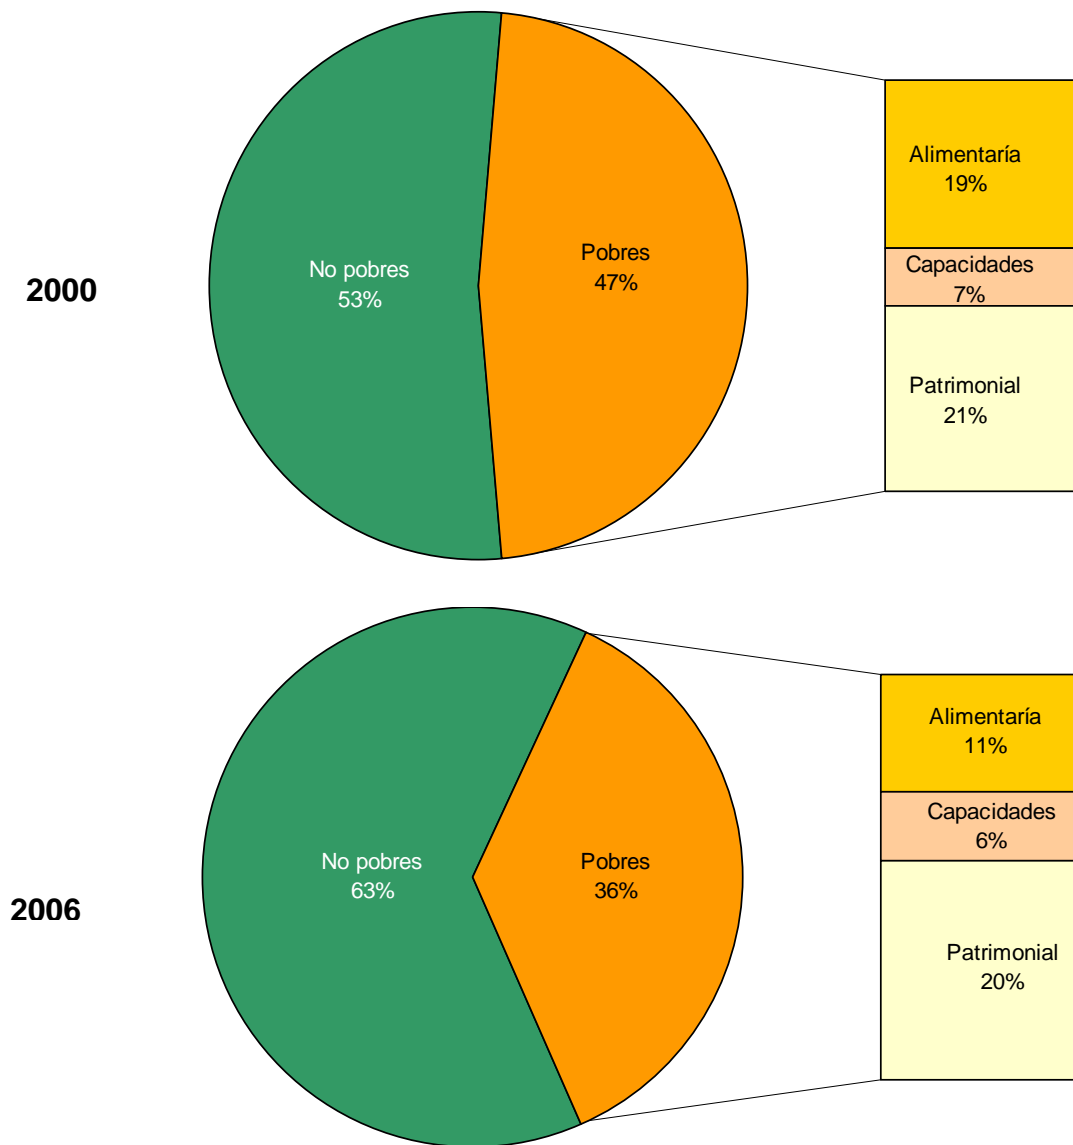 2000
No pobres
53%
Pobres
47%
Alimentaría
19%
Capacidades
7%
Patrimonial
21%
2006
No pobres
63%
Pobres
36%
Alimentaría
11%
Capacidades
6%
Patrimonial
20%